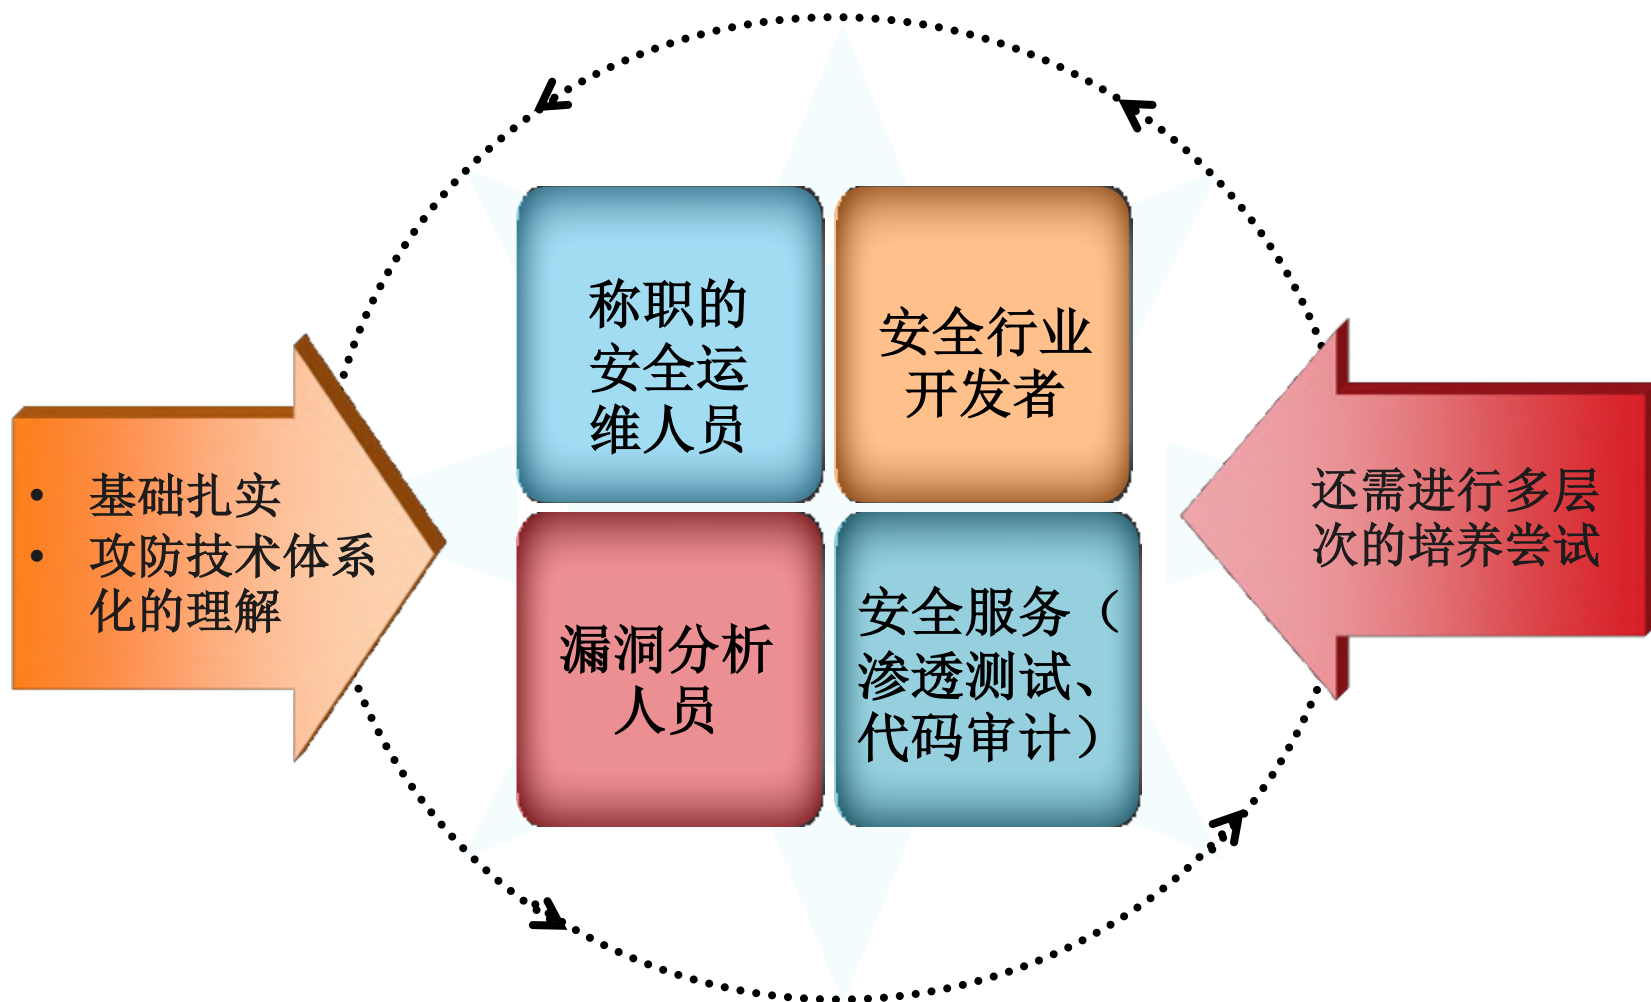 称职的
安全运
维人员
安全行业
开发者
• 基础扎实
• 攻防技术体系
化的理解
还需进行多层
次的培养尝试
漏洞分析
人员
安全服务（
渗透测试、
代码审计）